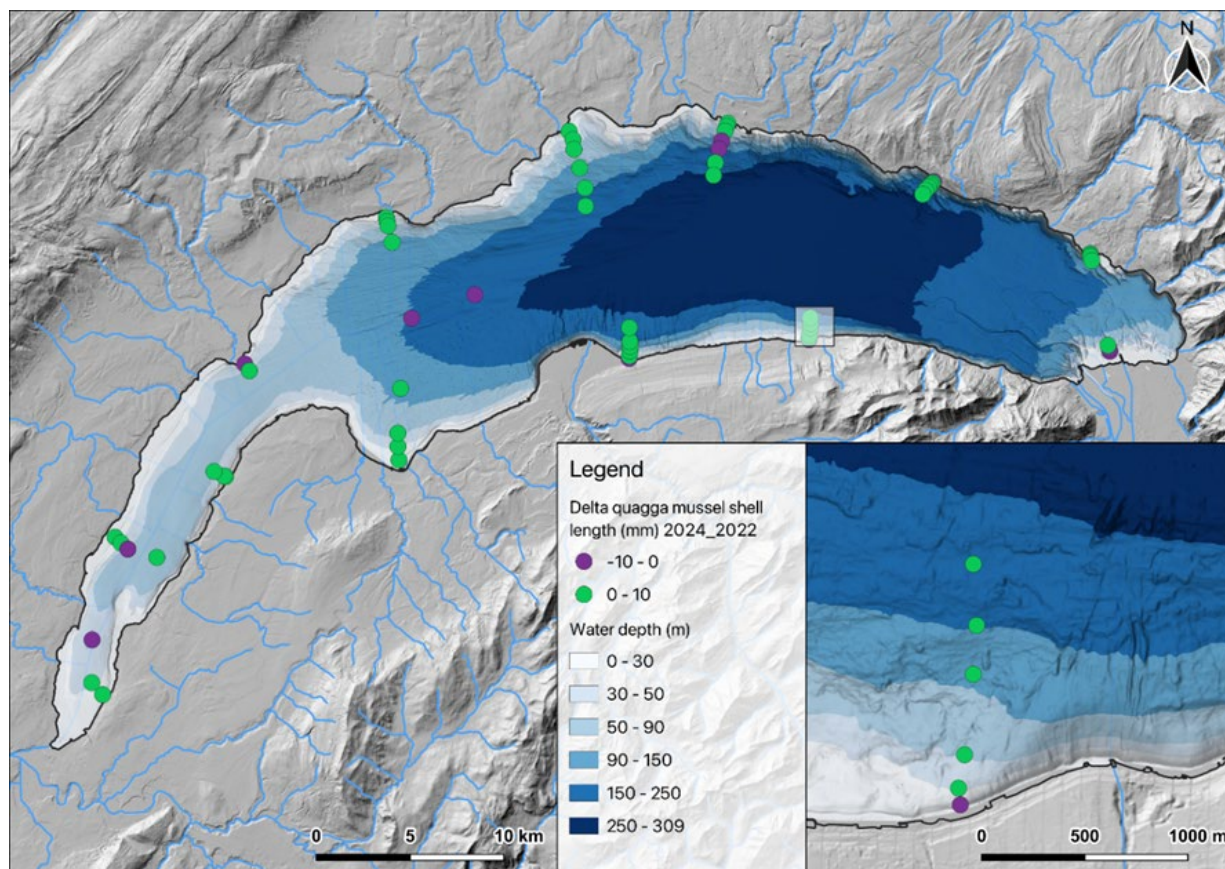 N
Legend
Delta quagga mussel shell
length (mm) 2024_2022
-10 - 0
0 - 10
Water depth (m)
0 - 30
30 - 50
50 - 90
90 - 150
150 - 250
250 - 309
0 5 10 km
0 500 1000 m